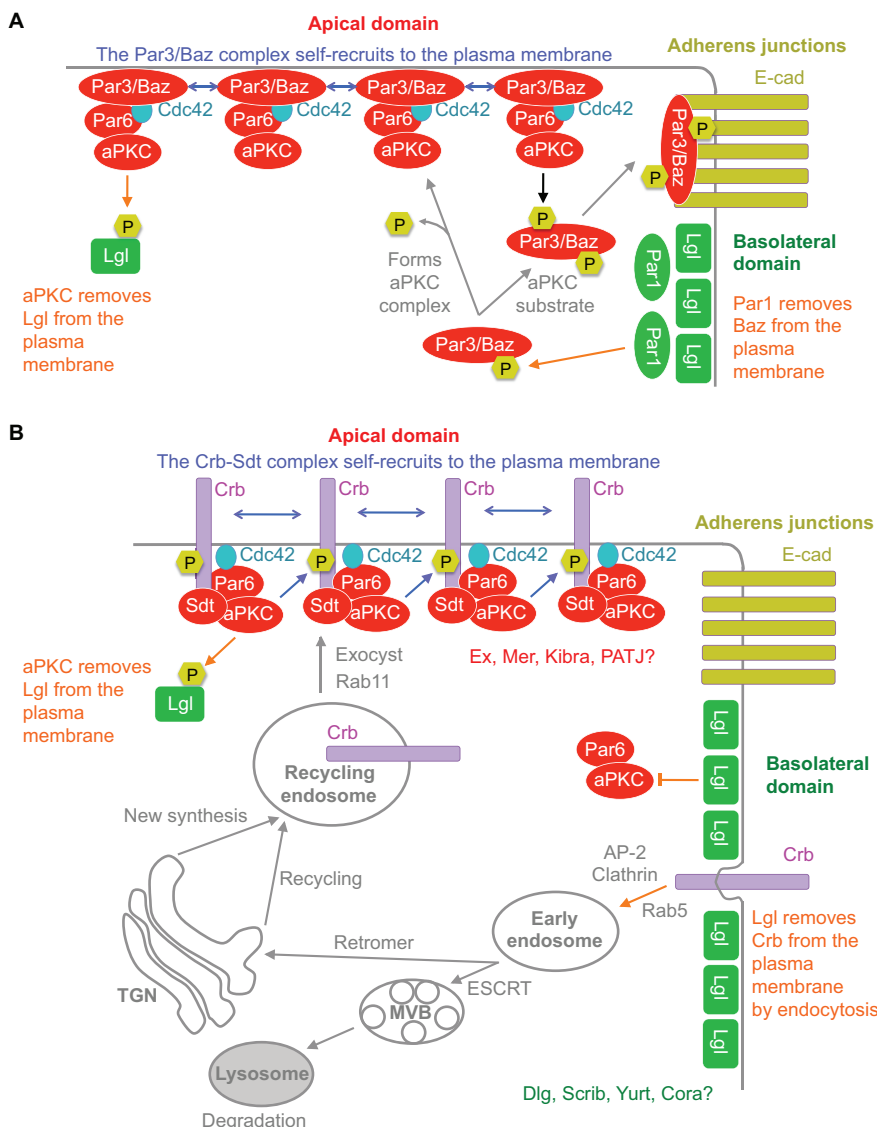 A
Apical domain
The Par3/Baz complex self-recruits to the plasma membrane
Adherens junctions
E-cad
Par3/Baz Par3/Baz Par3/Baz Par3/Baz
Par6 Cdc42 Par6 Cdc42 Par6 Cdc42 Par6 Cdc42
aPKC aPKC aPKC aPKC
P
Lgl
aPKC removes
Lgl from the
plasma
membrane
P
Forms
aPKC
complex
P
Par3/Baz
P
aPKC
substrate
Par3/Baz
P
P
Par3/Baz
P
Par1
Par1
Lgl
Lgl
Lgl
Basolateral
domain
Par1 removes
Baz from the
plasma
membrane
B
Apical domain
The Crb-Sdt complex self-recruits to the plasma membrane
Crb Crb Crb Crb
Adherens junctions
E-cad
P Cdc42 P Cdc42 P Cdc42 P Cdc42
Par6 Par6 Par6 Par6
Sdt aPKC Sdt aPKC Sdt aPKC Sdt aPKC
aPKC removes
Lgl from the
plasma
membrane
P
Lgl
Exocyst
Rab11
Ex, Mer, Kibra, PATJ?
Crb
Recycling
endosome
Par6
aPKC
Lgl
Lgl
Lgl
Basolateral
domain
New synthesis
Recycling
AP-2
Clathrin
Rab5
Crb
Early
endosome
Lgl removes
Crb from the
plasma
membrane
by endocytosis
Lgl
Lgl
Lgl
Retromer
TGN
ESCRT
MVB
Lysosome
Degradation
Dlg, Scrib, Yurt, Cora?